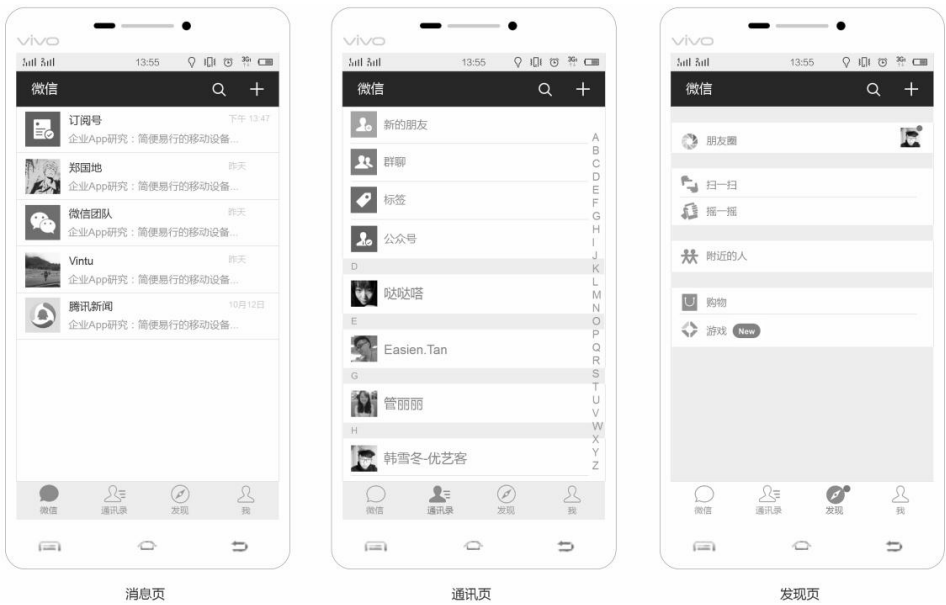 vivo
13:55
3G
微信
订阅号
下午 13:47
企业App研究:简便易行的移动设备...
郑国地
昨天
企业App研究:简便易行的移动设备...
微信团队
昨天
企业App研究:简便易行的移动设备...
Vintu
昨天
企业App研究:简便易行的移动设备...
腾讯新闻
10月12日
企业App研究:简便易行的移动设备...
微信
通讯录
发现
我
消息页
vivo
13:55
3G
微信
新的朋友
群聊
标签
公众号
D
哒哒嗒
E
Easien.Tan
G
管丽丽
H
韩雪冬-优艺客
A
B
C
D
E
F
G
H
I
J
K
L
M
N
O
P
Q
R
S
T
U
V
W
X
Y
Z
微信
通讯录
发现
我
通讯页
vivo
13:55
3G
微信
朋友圈
扫一扫
摇一摇
附近的人
购物
游戏 New
微信
通讯录
发现
我
发现页